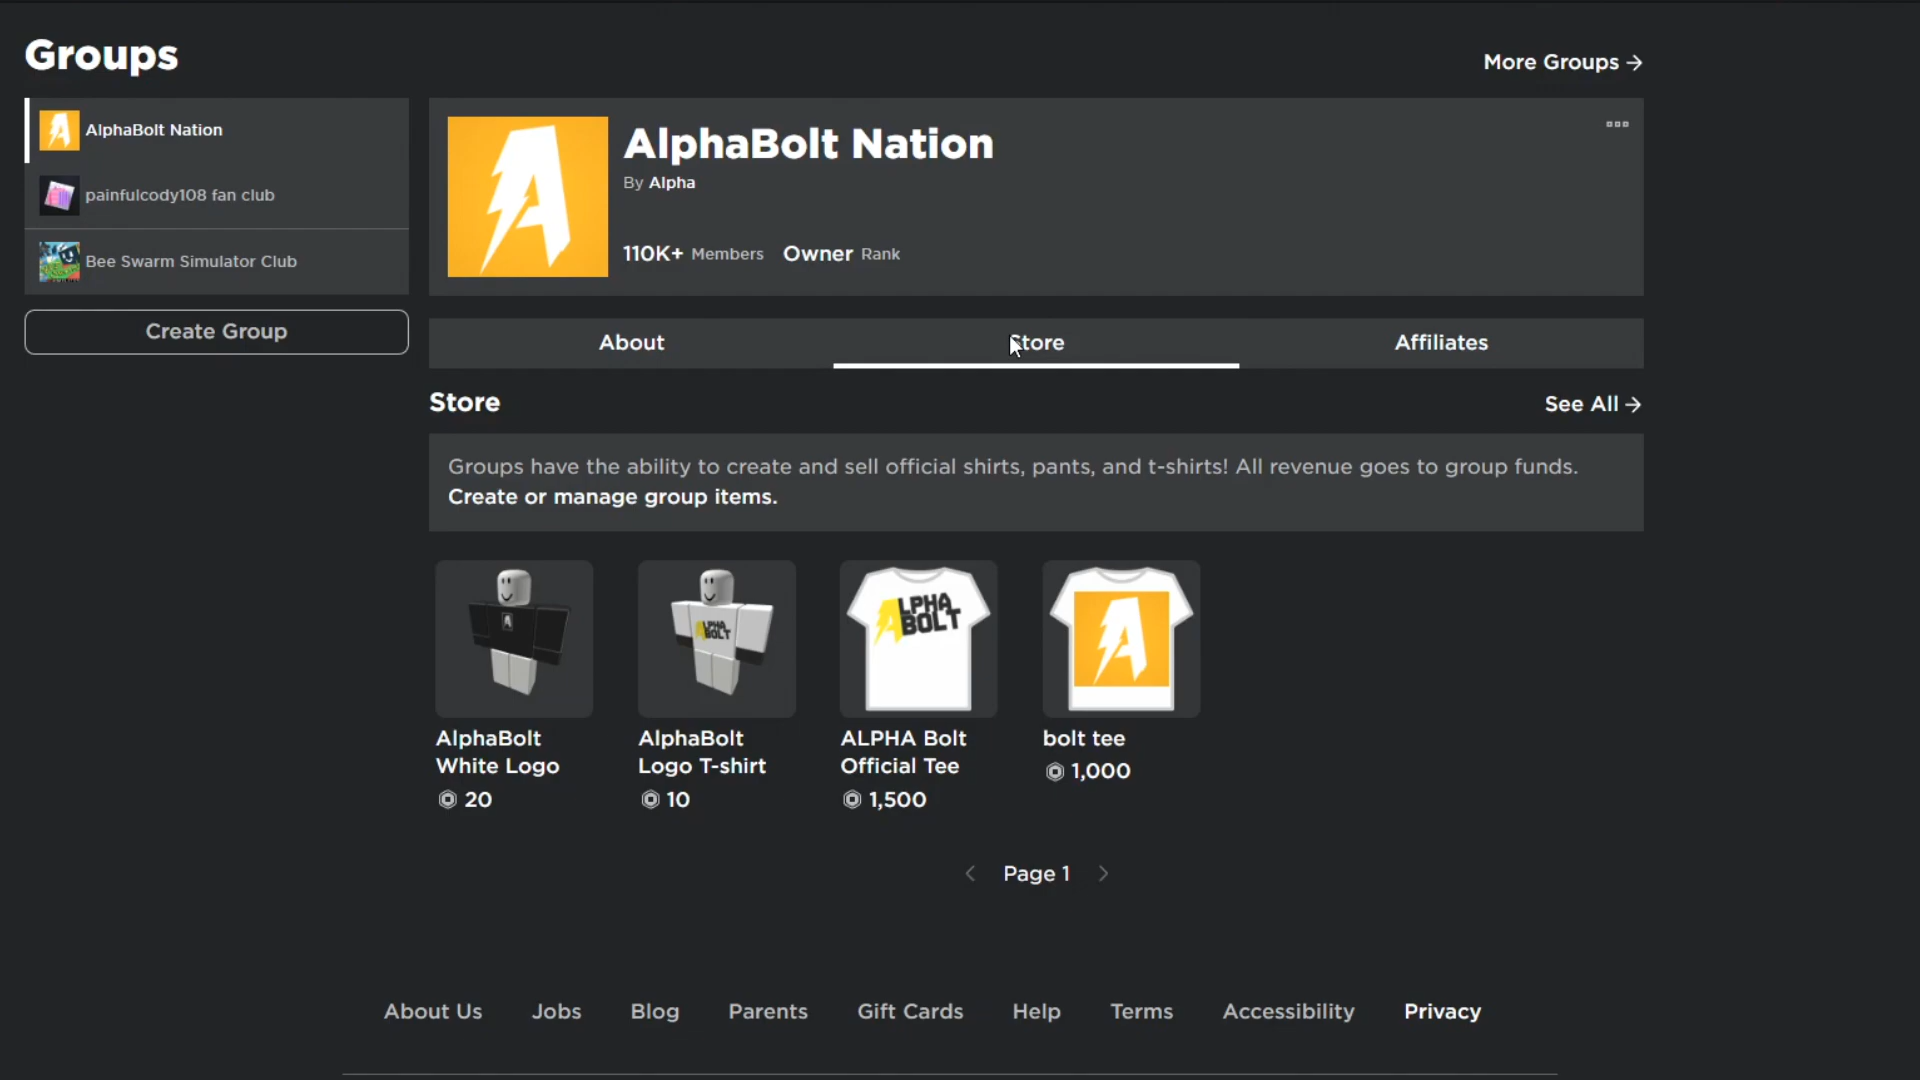 Groups
More Groups →
AlphaBolt Nation
painfulcody108 fan club
Bee Swarm Simulator Club
Create Group
AlphaBolt Nation
By Alpha
110K+ Members Owner Rank
About
Store
Affiliates
Store
See All →
Groups have the ability to create and sell official shirts, pants, and t-shirts! All revenue goes to group funds.
Create or manage group items.
A
ALPHA
BOLT
ALPHA
BOLT
A
AlphaBolt
White Logo
20
AlphaBolt
Logo T-shirt
10
ALPHA Bolt
Official Tee
1,500
bolt tee
1,000
Page 1
About Us
Jobs
Blog
Parents
Gift Cards
Help
Terms
Accessibility
Privacy